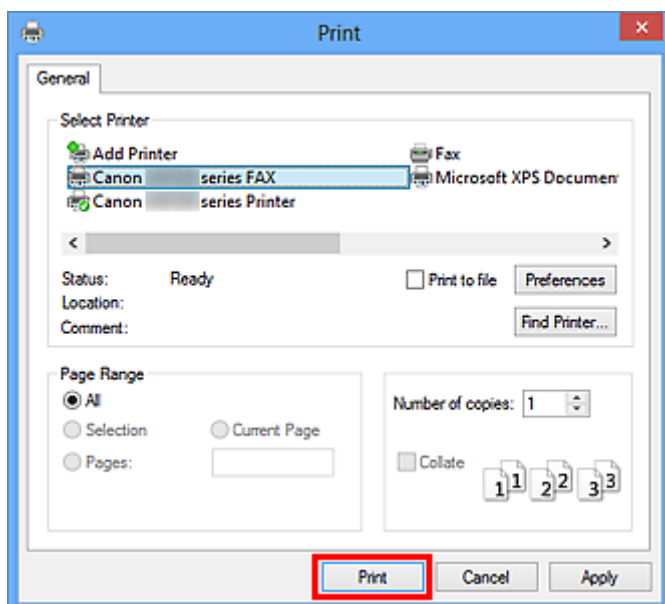 Print
General
Select Printer
Add Printer
Fax
Canon series FAX
Microsoft XPS Documen
Canon series Printer
Status: Ready
Print to file
Preferences
Location:
Comment:
Find Printer...
Page Range
All
Number of copies: 1
Selection
Current Page
Pages:
Collate
1 1 2 2 3 3
Print
Cancel
Apply